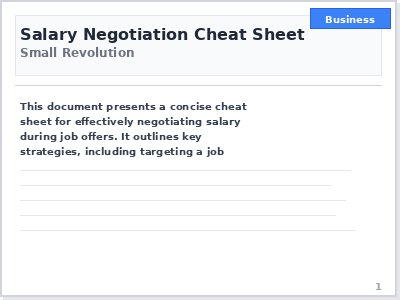 Business
Salary Negotiation Cheat Sheet
Small Revolution
This document presents a concise cheat
sheet for effectively negotiating salary
during job offers. It outlines key
strategies, including targeting a job
1